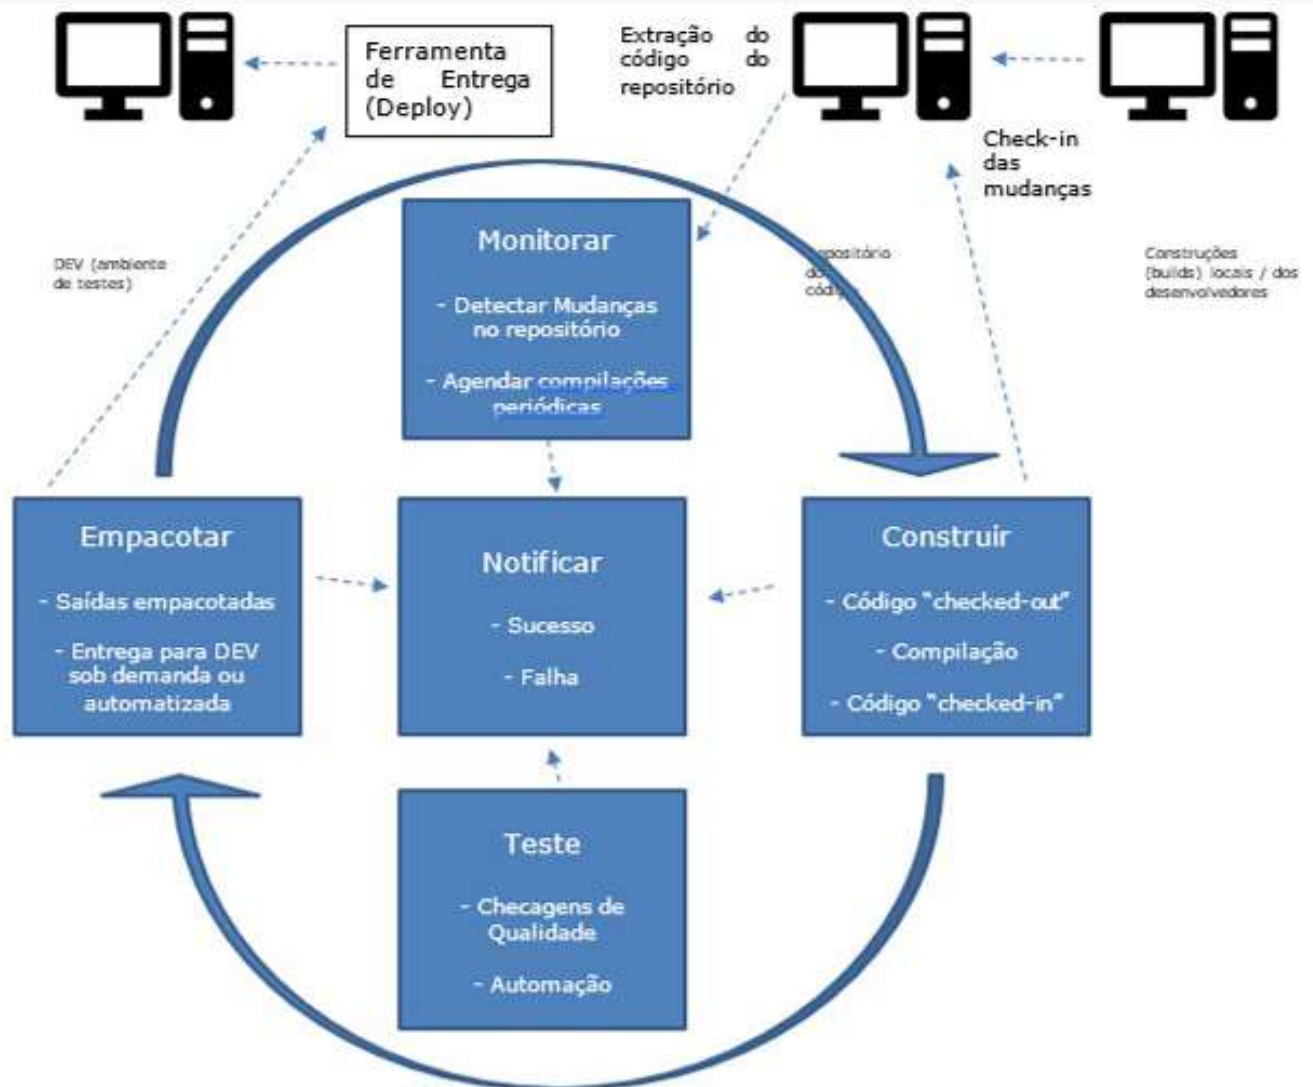 Ferramenta
de Entrega
(Deploy)
Extração do
código do
repositório
Check-in
das
mudanças
DEV (ambiente
de testes)
Monitorar
- Detectar Mudanças
no repositório
- Agendar compilações
periódicas
do
Construções
(builds) locais / dos
desenvolvedores
Empacotar
- Saídas empacotadas
- Entrega para DEV
sob demanda ou
automatizada
Notificar
- Sucesso
- Falha
Construir
- Código "checked-out"
- Compilação
- Código "checked-in"
Teste
- Checagens de
Qualidade
- Automação